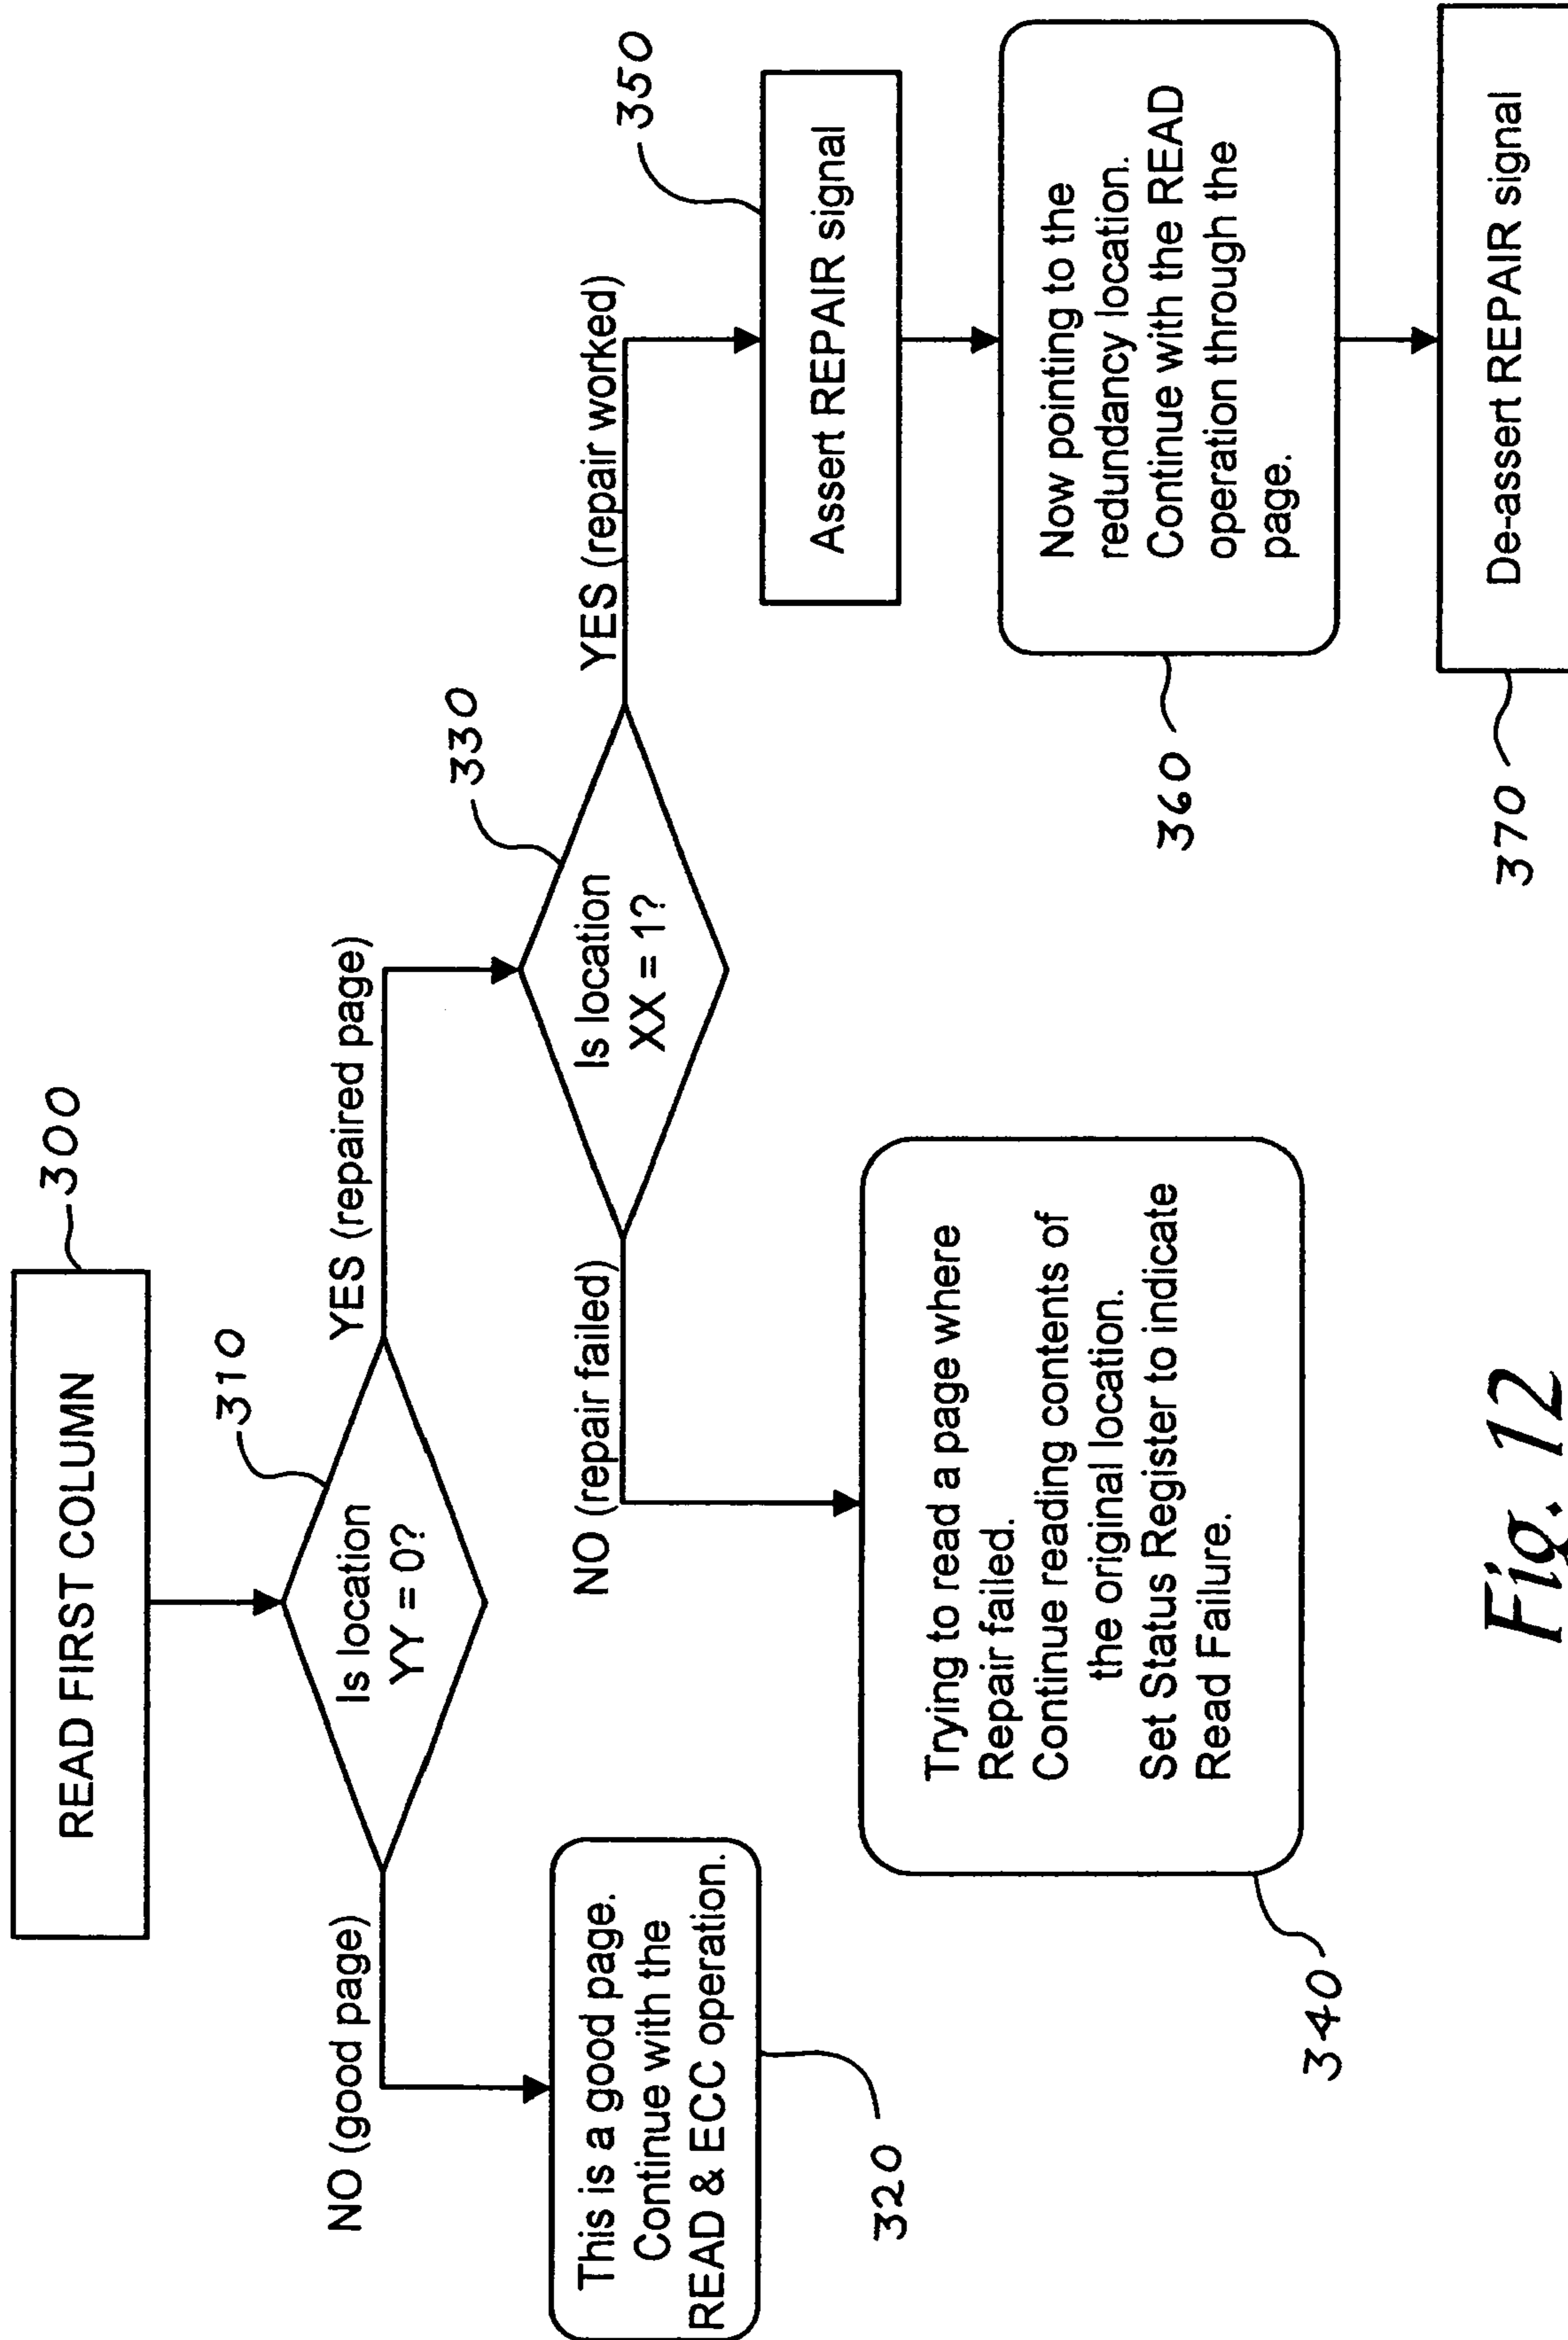 READ FIRST COLUMN
300
310
Is location
YY = 0?
NO (good page)
YES (repaired page)
This is a good page.
Continue with the
READ & ECC operation.
320
330
Is location
XX = 1?
NO (repair failed)
YES (repair worked)
Trying to read a page where
Repair failed.
Continue reading contents of
the original location.
Set Status Register to indicate
Read Failure.
340
350
Assert REPAIR signal
Now pointing to the
redundancy location.
Continue with the READ
operation through the
page.
360
De-assert REPAIR signal
370
Fig. 12